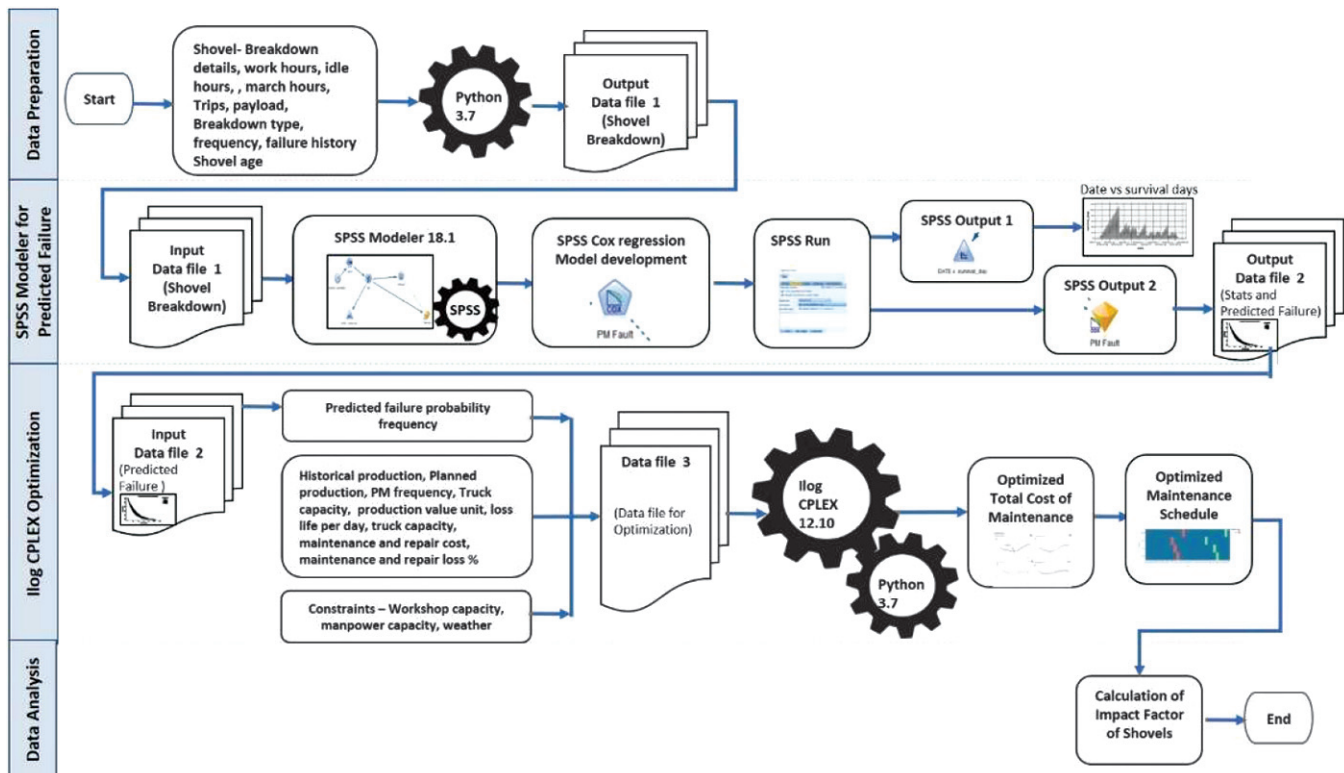 Data Preparation
Start
Shovel- Breakdown
details, work hours, idle
hours, , march hours,
Trips, payload,
Breakdown type,
frequency, failure history
Shovel age
Python
3.7
Output
Data file 1
(Shovel
Breakdown)
SPSS Modeler for
Predicted Failure
Input
Data file 1
(Shovel
Breakdown)
SPSS Modeler 18.1
SPSS
SPSS Cox regression
Model development
COX
PM Fault
SPSS Run
SPSS Output 1
Date vs survival days
SPSS Output 2
PM Fault
Output
Data file 2
(Stats and
Predicted Failure)
Ilog CPLEX Optimization
Input
Data file 2
(Predicted
Failure )
Predicted failure probability
frequency
Historical production, Planned
production, PM frequency, Truck
capacity, production value unit, loss
life per day, truck capacity,
maintenance and repair cost,
maintenance and repair loss %
Constraints – Workshop capacity,
manpower capacity, weather
Data file 3
(Data file for
Optimization)
Ilog
CPLEX
12.10
Python
3.7
Optimized
Total Cost of
Maintenance
Optimized
Maintenance
Schedule
Data Analysis
Calculation of
Impact Factor
of Shovels
End